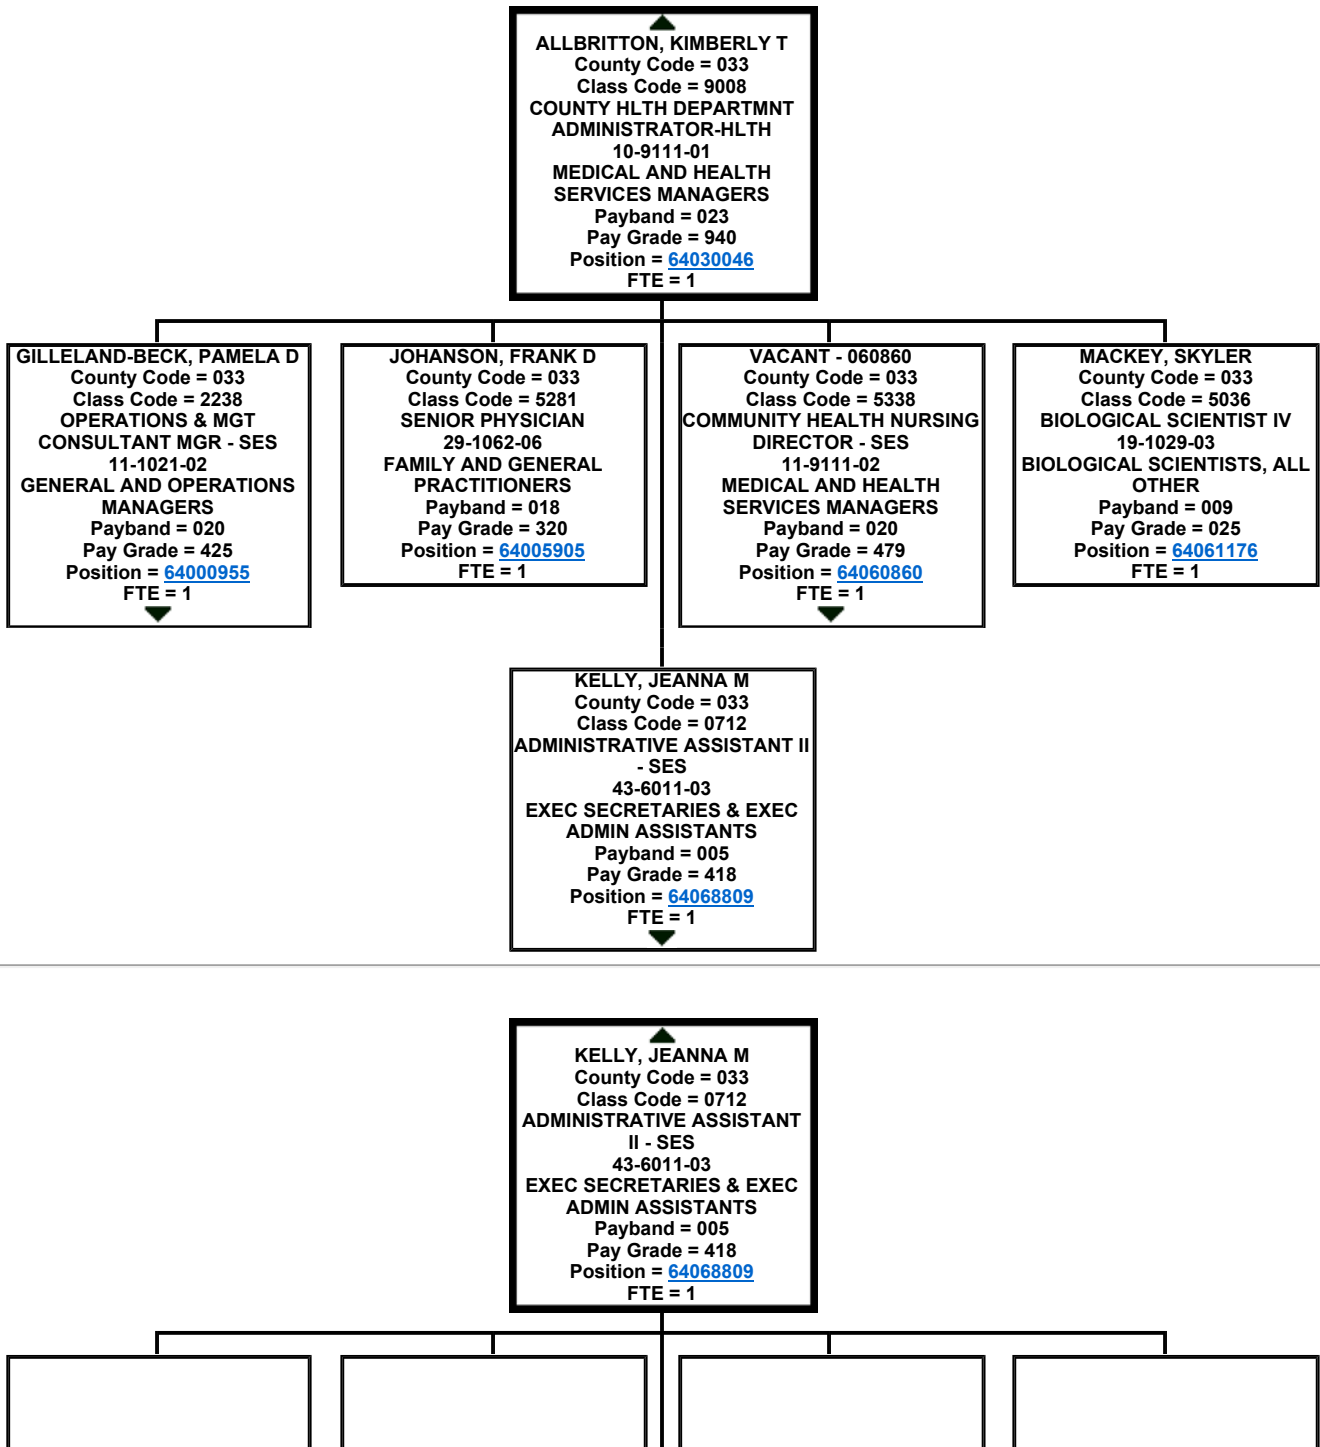 ALLBRITTON, KIMBERLY T
County Code = 033
Class Code = 9008
COUNTY HLTH DEPARTMNT
ADMINISTRATOR-HLTH
10-9111-01
MEDICAL AND HEALTH
SERVICES MANAGERS
Payband = 023
Pay Grade = 940
Position = 64030046
FTE = 1
GILLELAND-BECK, PAMELA D
County Code = 033
Class Code = 2238
OPERATIONS & MGT
CONSULTANT MGR - SES
11-1021-02
GENERAL AND OPERATIONS
MANAGERS
Payband = 020
Pay Grade = 425
Position = 64000955
FTE = 1
JOHANSON, FRANK D
County Code = 033
Class Code = 5281
SENIOR PHYSICIAN
29-1062-06
FAMILY AND GENERAL
PRACTITIONERS
Payband = 018
Pay Grade = 320
Position = 64005905
FTE = 1
VACANT - 060860
County Code = 033
Class Code = 5338
COMMUNITY HEALTH NURSING
DIRECTOR - SES
11-9111-02
MEDICAL AND HEALTH
SERVICES MANAGERS
Payband = 020
Pay Grade = 479
Position = 64060860
FTE = 1
MACKEY, SKYLER
County Code = 033
Class Code = 5036
BIOLOGICAL SCIENTIST IV
19-1029-03
BIOLOGICAL SCIENTISTS, ALL
OTHER
Payband = 009
Pay Grade = 025
Position = 64061176
FTE = 1
KELLY, JEANNA M
County Code = 033
Class Code = 0712
ADMINISTRATIVE ASSISTANT II
- SES
43-6011-03
EXEC SECRETARIES & EXEC
ADMIN ASSISTANTS
Payband = 005
Pay Grade = 418
Position = 64068809
FTE = 1
KELLY, JEANNA M
County Code = 033
Class Code = 0712
ADMINISTRATIVE ASSISTANT
II - SES
43-6011-03
EXEC SECRETARIES & EXEC
ADMIN ASSISTANTS
Payband = 005
Pay Grade = 418
Position = 64068809
FTE = 1